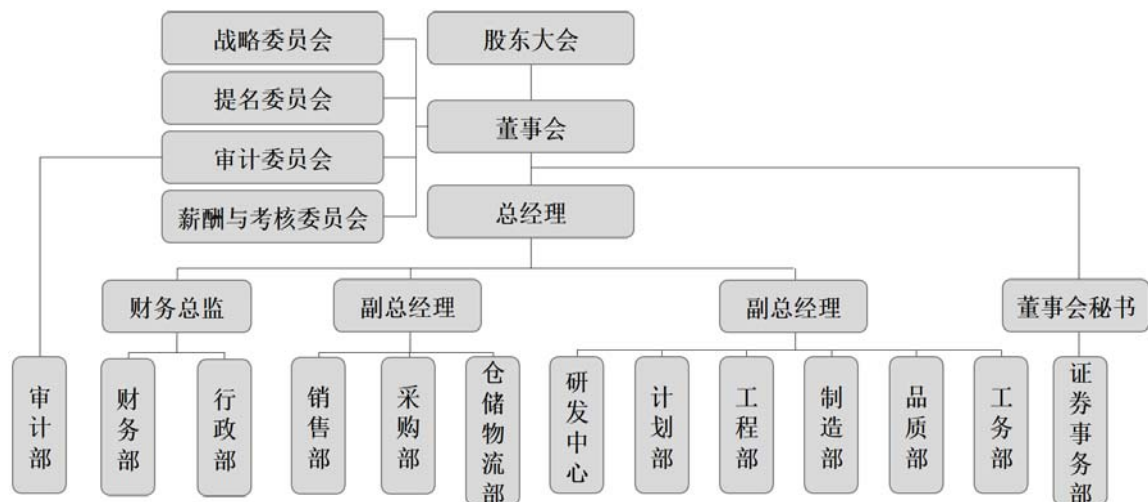 战略委员会
股东大会
提名委员会
董事会
审计委员会
薪酬与考核委员会
总经理
财务总监
副总经理
副总经理
董事会秘书
审计部
财务部
行政部
销售部
采购部
仓储物流部
研发中心
计划部
工程部
制造部
品质部
工务部
证券事务部